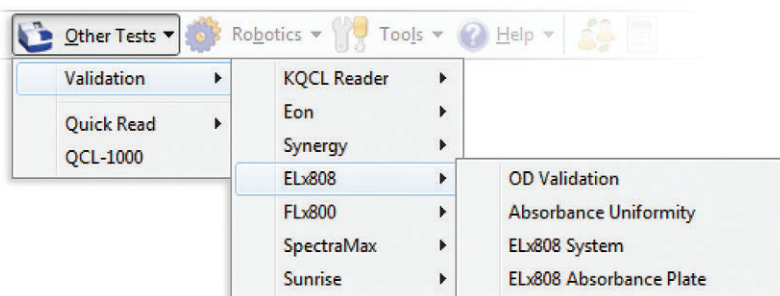 Other Tests Robotics Tools Help
Validation
Quick Read
QCL-1000
KQCL Reader
Eon
Synergy
ELx808
FLx800
SpectraMax
Sunrise
OD Validation
Absorbance Uniformity
ELx808 System
ELx808 Absorbance Plate